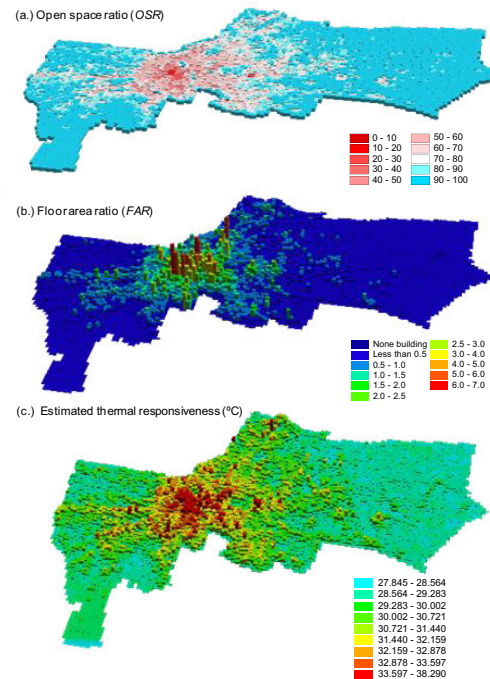 (a.) Open space ratio (OSR)
0 - 10 50 - 60
10 - 20 60 - 70
20 - 30 70 - 80
30 - 40 80 - 90
40 - 50 90 - 100
(b.) Floor area ratio (FAR)
None building 2.5 - 3.0
Less than 0.5 3.0 - 4.0
0.5 - 1.0 4.0 - 5.0
1.0 - 1.5 5.0 - 6.0
1.5 - 2.0 6.0 - 7.0
2.0 - 2.5
(c.) Estimated thermal responsiveness (ºC)
27.845 - 28.564
28.564 - 29.283
29.283 - 30.002
30.002 - 30.721
30.721 - 31.440
31.440 - 32.159
32.159 - 32.878
32.878 - 33.597
33.597 - 38.290